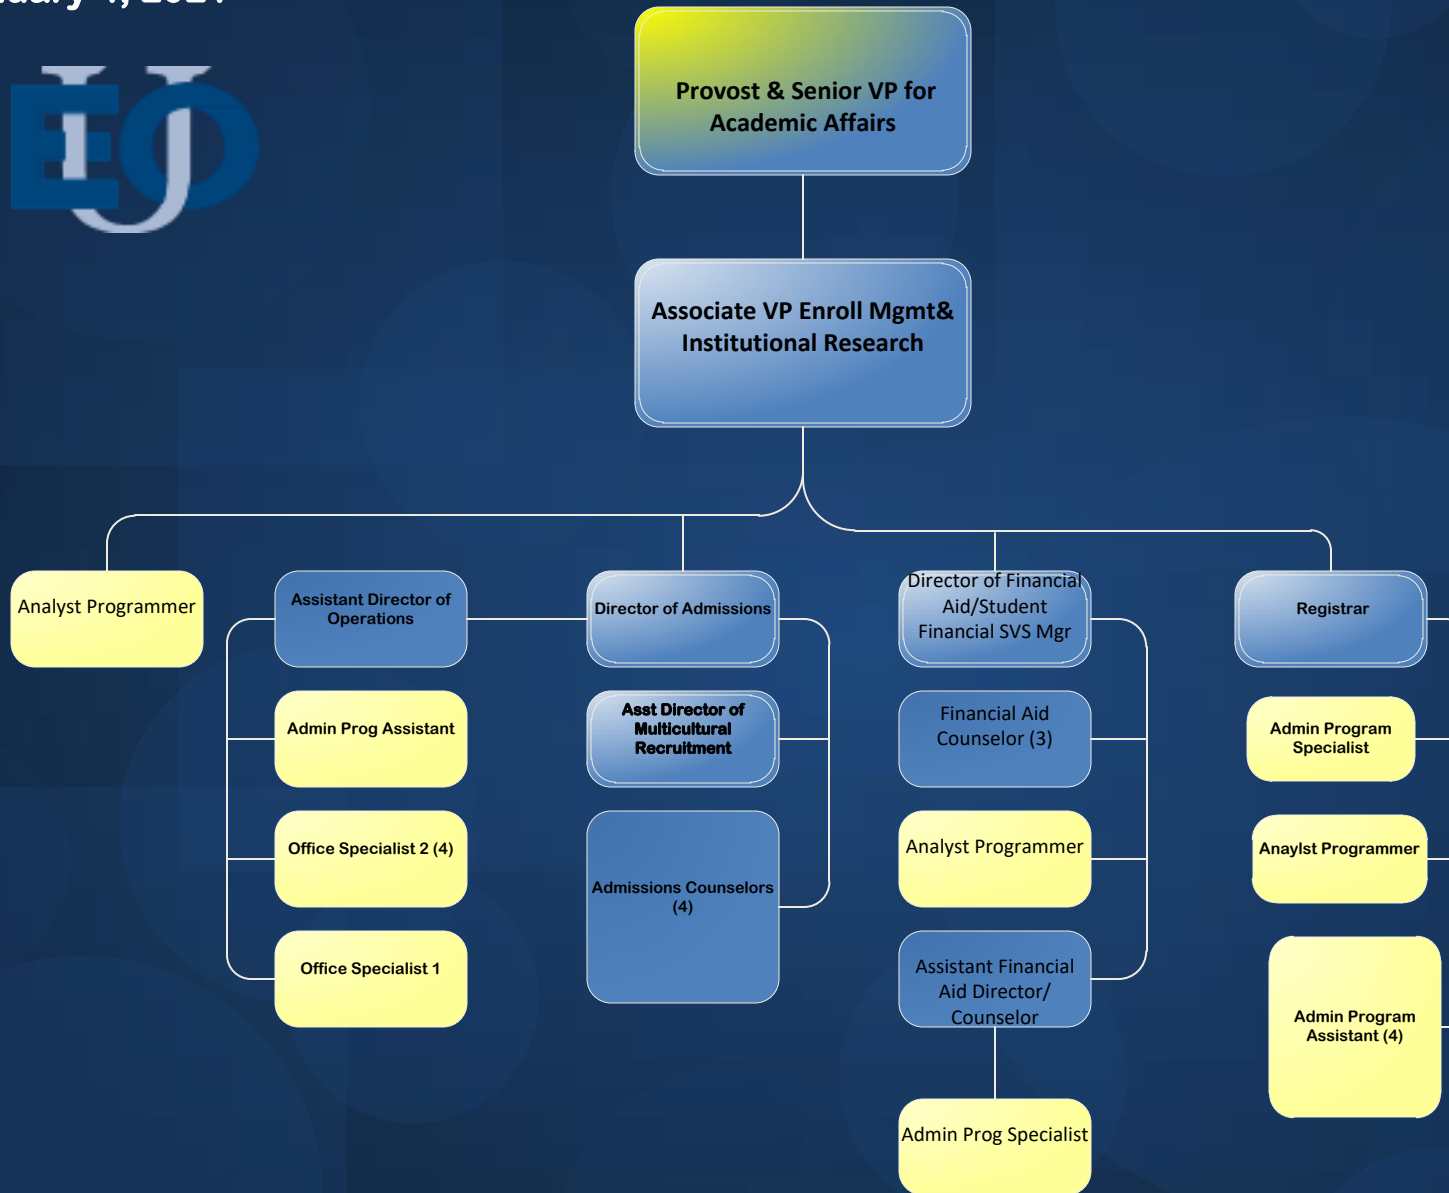 EOU
Provost & Senior VP for
Academic Affairs
Associate VP Enroll Mgmt&
Institutional Research
Analyst Programmer
Assistant Director of
Operations
Director of Admissions
Director of Financial
Aid/Student
Financial SVS Mgr
Registrar
Admin Prog Assistant
Asst Director of
Multicultural
Recruitment
Financial Aid
Counselor (3)
Admin Program
Specialist
Office Specialist 2 (4)
Admissions Counselors
(4)
Analyst Programmer
Anaylst Programmer
Office Specialist 1
Assistant Financial
Aid Director/
Counselor
Admin Program
Assistant (4)
Admin Prog Specialist